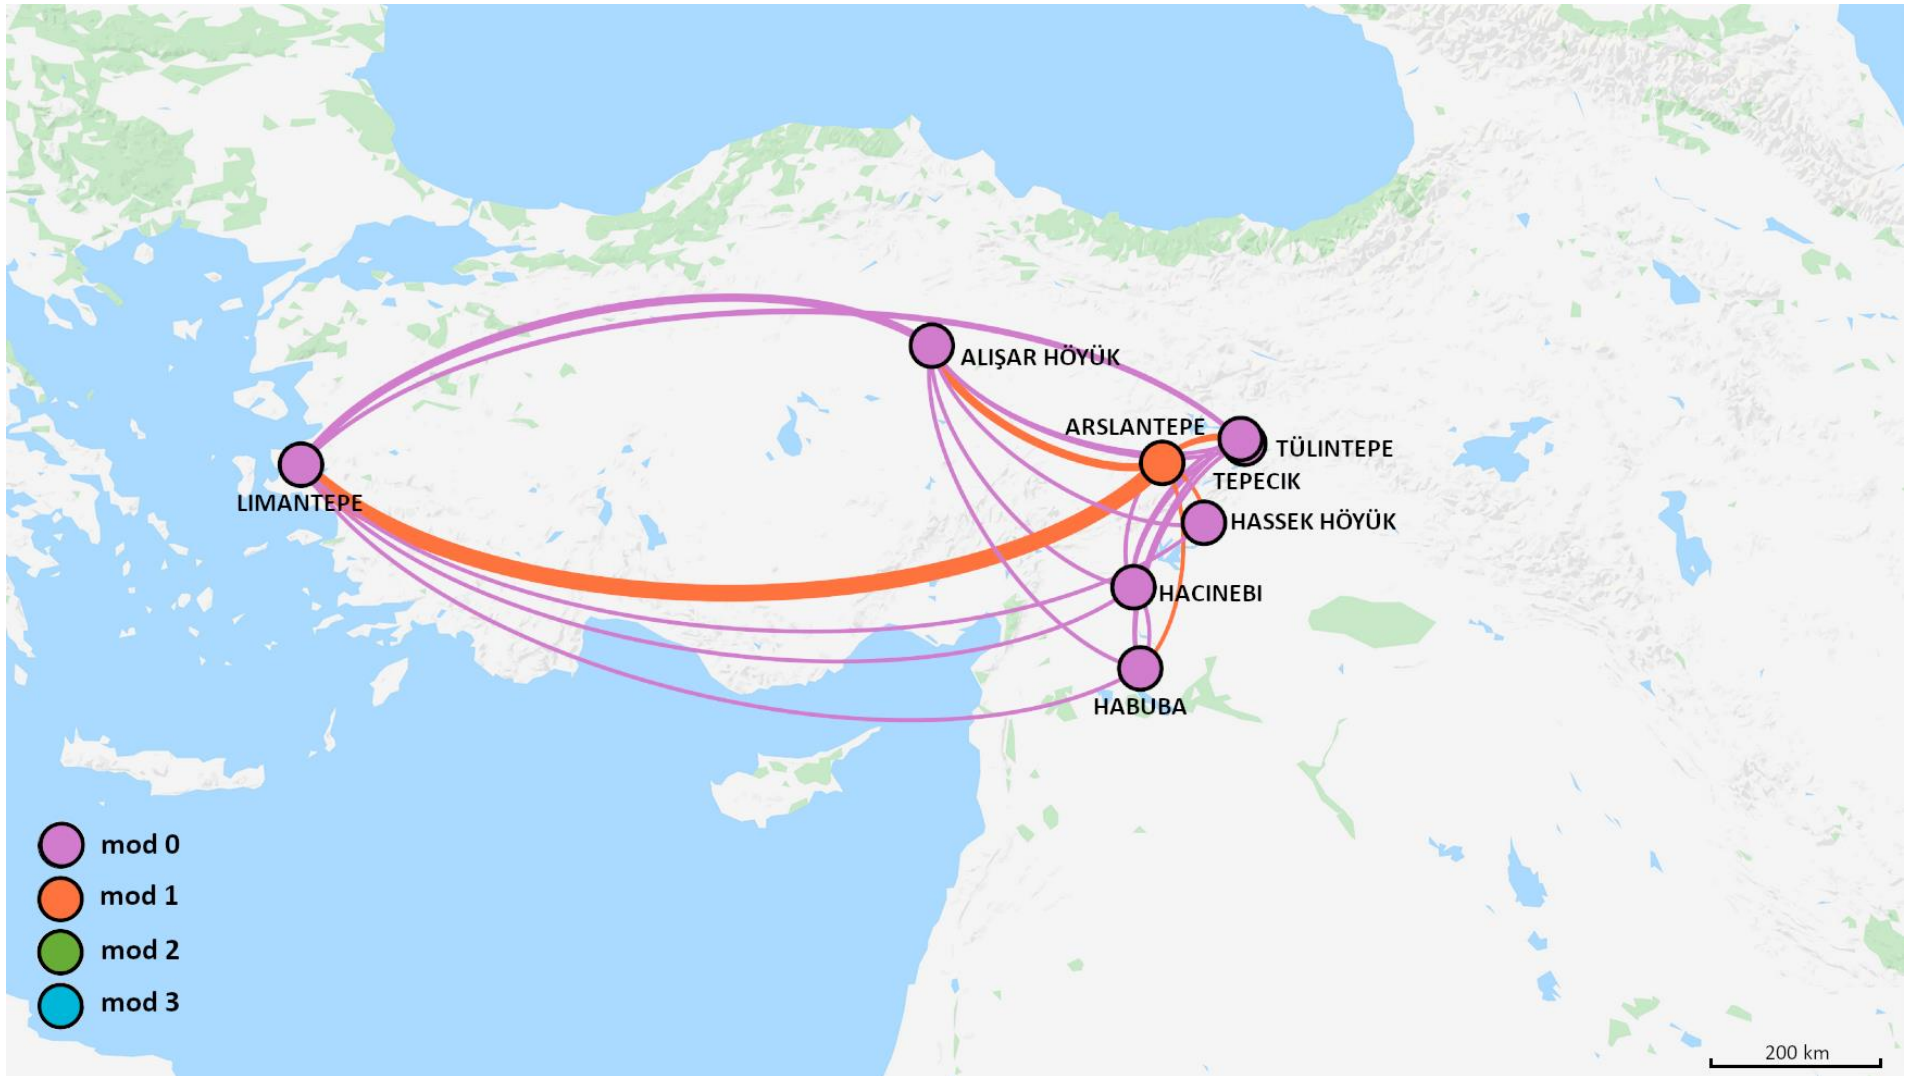 ALIŞAR HÖYÜK
ARSLANTEPE
TÜLINTEPE
TEPECIK
LIMANTEPE
HASSEK HÖYÜK
HACINEBI
HABUBA
mod 0
mod 1
mod 2
mod 3
200 km